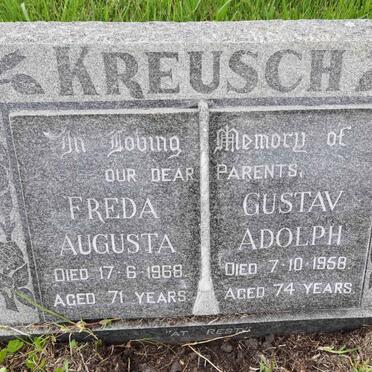 KREUSCH
In Loving Memory of
OUR DEAR PARENTS,
FREDA
AUGUSTA
DIED 17-6-1968.
AGED 71 YEARS.
GUSTAV
ADOLPH
DIED 7-10-1958.
AGED 74 YEARS.
"AT REST"